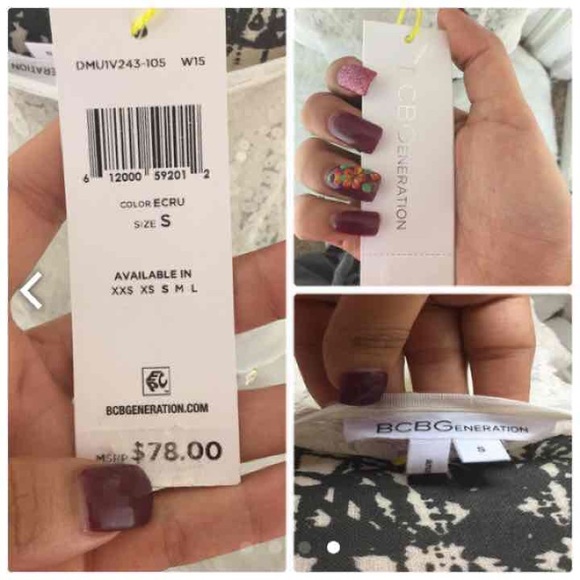 DMU1V243-105 W15
6 12000 59201 2
COLOR ECRU
SIZE S
AVAILABLE IN
XXS XS S M L
BCBGENERATION.COM
MSRP $78.00
ENERATION
S
BCBGENERATION
BCBGENERATION
S